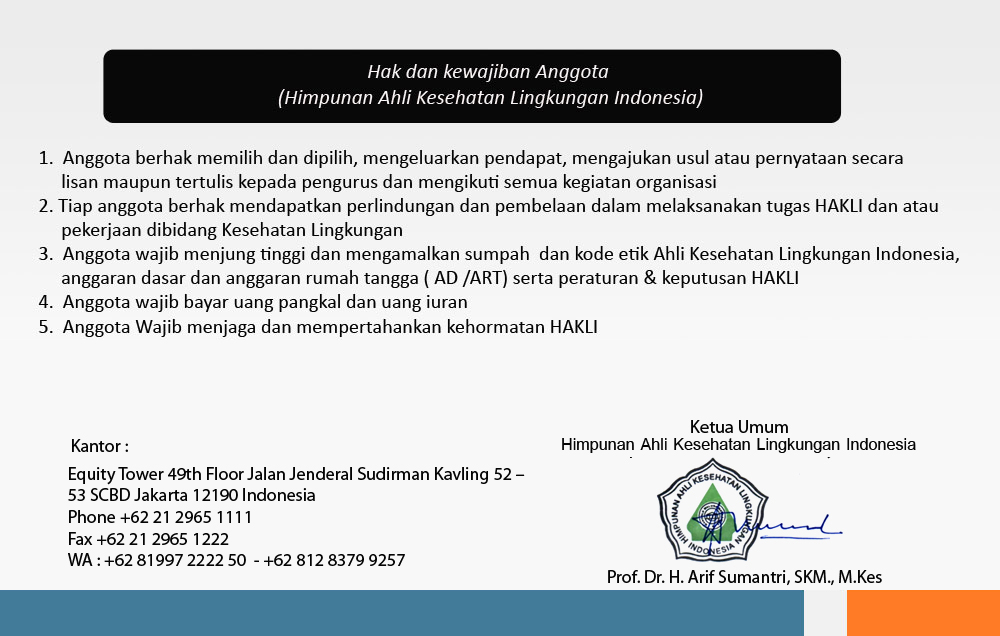 Hak dan kewajiban Anggota
(Himpunan Ahli Kesehatan Lingkungan Indonesia)
1. Anggota berhak memilih dan dipilih, mengeluarkan pendapat, mengajukan usul atau pernyataan secara
lisan maupun tertulis kepada pengurus dan mengikuti semua kegiatan organisasi
2. Tiap anggota berhak mendapatkan perlindungan dan pembelaan dalam melaksanakan tugas HAKLI dan atau
pekerjaan dibidang Kesehatan Lingkungan
3. Anggota wajib menjung tinggi dan mengamalkan sumpah dan kode etik Ahli Kesehatan Lingkungan Indonesia,
anggaran dasar dan anggaran rumah tangga ( AD /ART) serta peraturan & keputusan HAKLI
4. Anggota wajib bayar uang pangkal dan uang iuran
5. Anggota Wajib menjaga dan mempertahankan kehormatan HAKLI
Kantor :
Equity Tower 49th Floor Jalan Jenderal Sudirman Kavling 52 –
53 SCBD Jakarta 12190 Indonesia
Phone +62 21 2965 1111
Fax +62 21 2965 1222
WA : +62 81997 2222 50 - +62 812 8379 9257
Ketua Umum
Himpunan Ahli Kesehatan Lingkungan Indonesia
HIMPUNAN AHLI KESEHATAN LINGKUNGAN
INDONESIA
Prof. Dr. H. Arif Sumantri, SKM., M.Kes